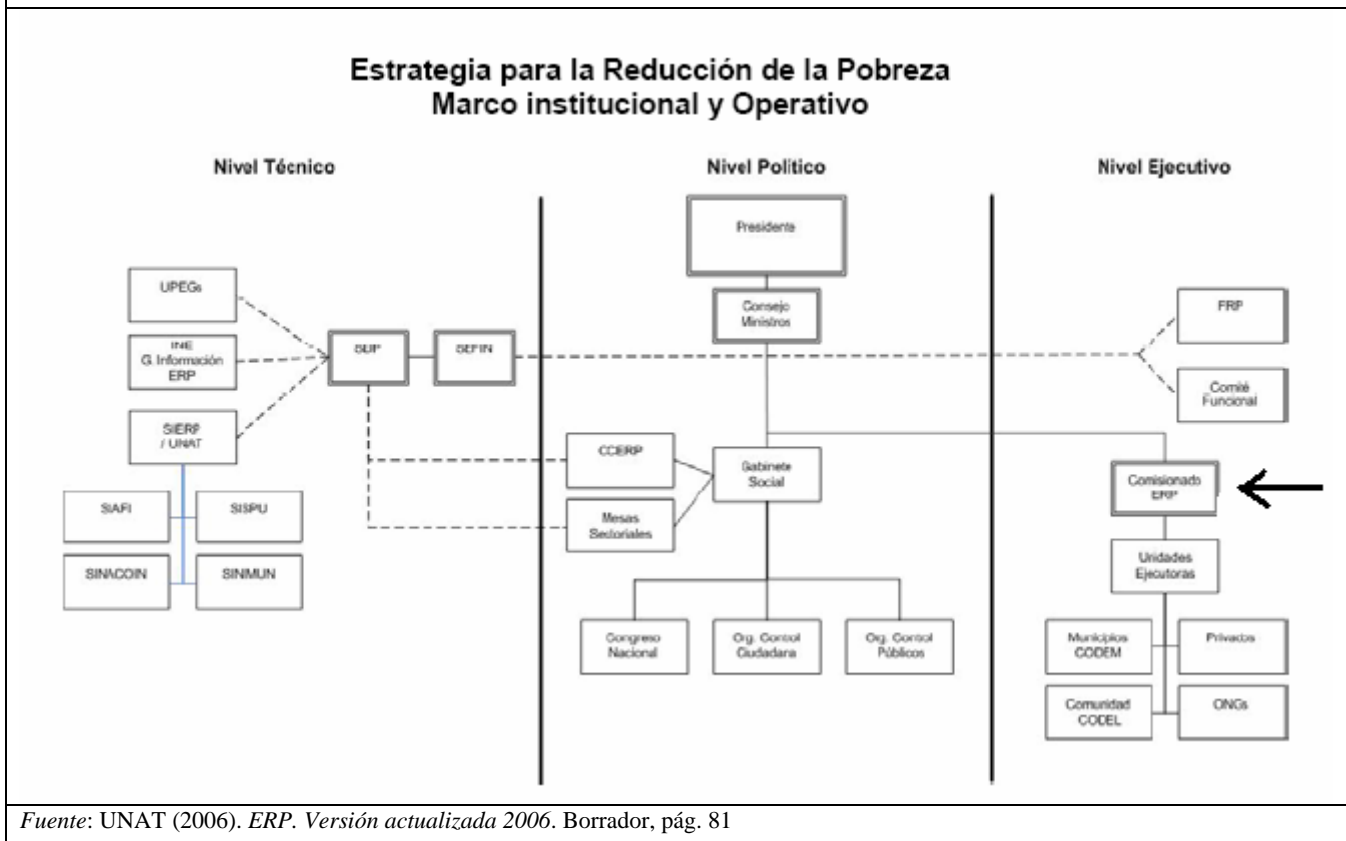 Estrategia para la Reducción de la Pobreza
Marco institucional y Operativo
Nivel Técnico
Nivel Político
Nivel Ejecutivo
Presidente
Consejo
Ministros
UPEGs
INE
G. Información
ERP
SIERP
/ UNAT
SIAFI
SISPU
SINACOIN
SINMUN
SDP
SEFIN
CCERP
Mesas
Sectoriales
Gabinete
Social
Congreso
Nacional
Org. Control
Ciudadana
Org. Control
Públicos
FRP
Comité
Funcional
Comisionado
ERP
Unidades
Ejecutoras
Municipios
CODEM
Privados
Comunidad
CODEL
ONGs
Fuente: UNAT (2006). ERP. Versión actualizada 2006. Borrador, pág. 81